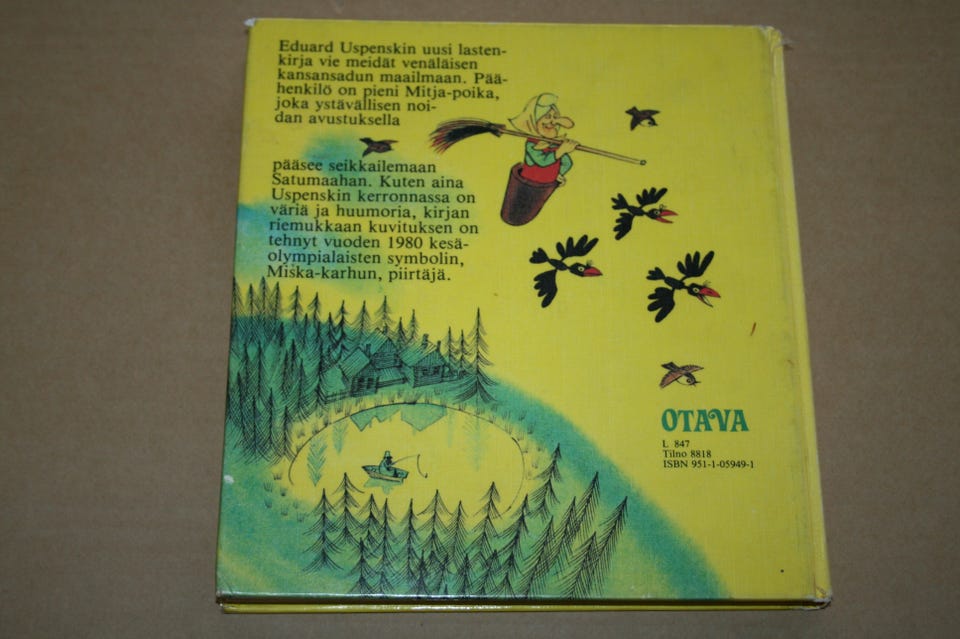 Eduard Uspenskin uusi lasten-
kirja vie meidät venäläisen
kansansadun maailmaan. Pää-
henkilö on pieni Mitja-poika,
joka ystävällisen noi-
dan avustuksella
pääsee seikkailemaan
Satumaahan. Kuten aina
Uspenskin kerronnassa on
väriä ja huumoria, kirjan
riemukkaan kuvituksen on
tehnyt vuoden 1980 kesä-
olympialaisten symbolin,
Miska-karhun, piirtäjä.
OTAVA
L 847
Tilno 8818
ISBN 951-1-05949-1